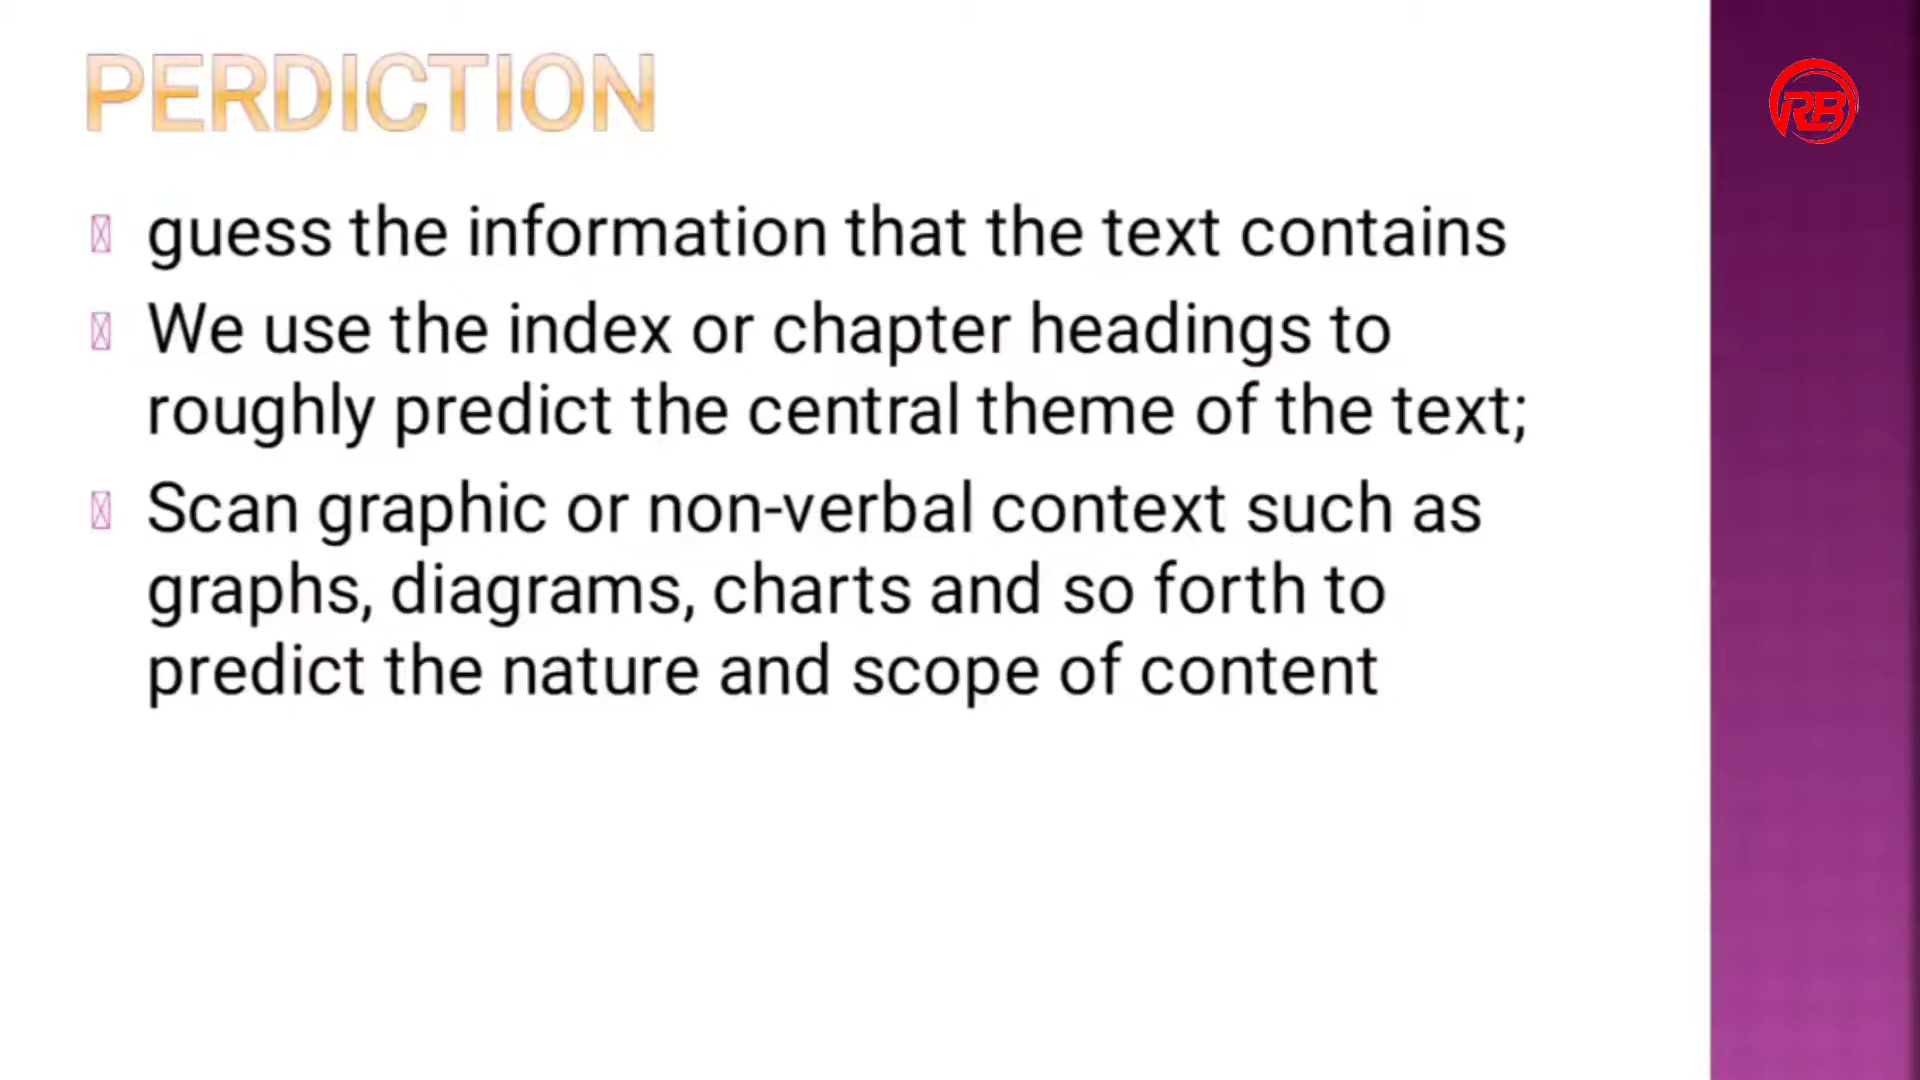 PERDICTION
RB
guess the information that the text contains
We use the index or chapter headings to
roughly predict the central theme of the text;
Scan graphic or non-verbal context such as
graphs, diagrams, charts and so forth to
predict the nature and scope of content